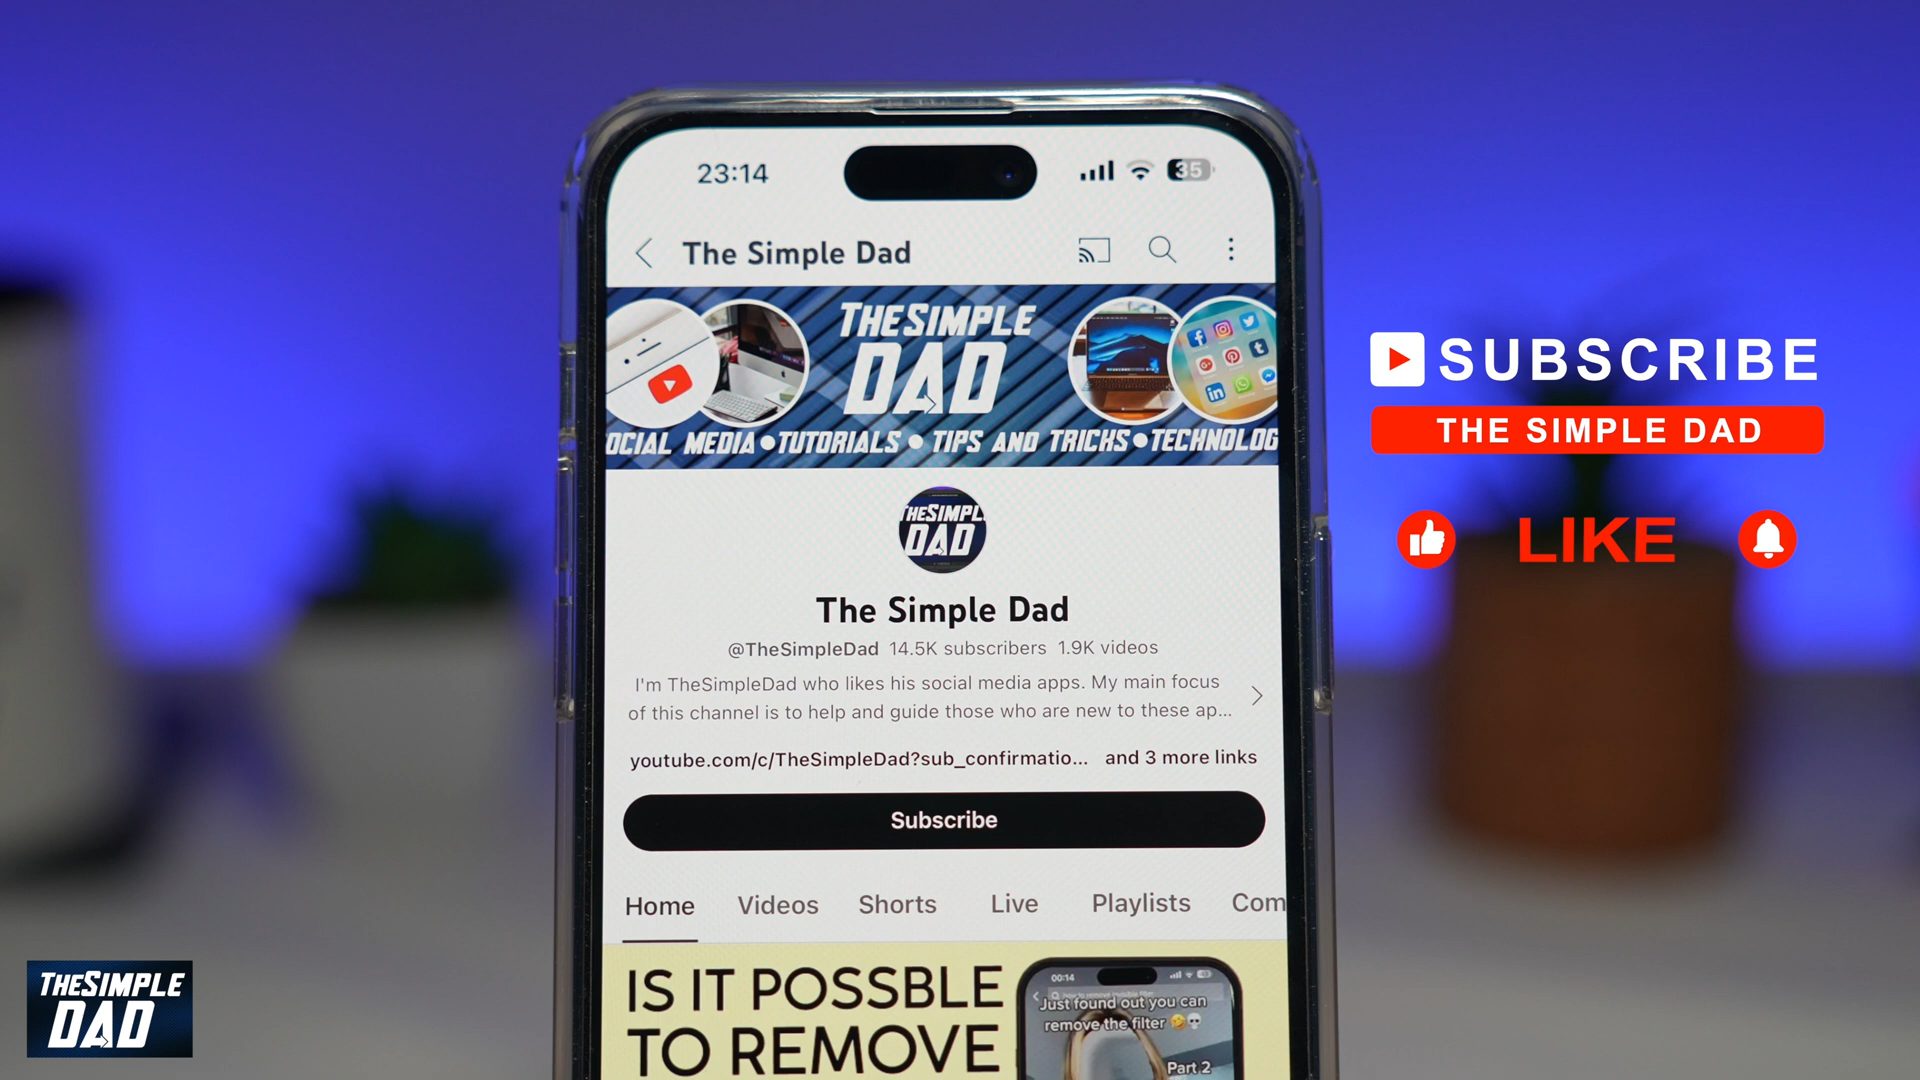 23:14
35
The Simple Dad
THESIMPLE
DAD
OCIAL MEDIA • TUTORIALS • TIPS AND TRICKS • TECHNOLOG
SUBSCRIBE
THE SIMPLE DAD
LIKE
HESIMPL
DAD
The Simple Dad
@TheSimpleDad 14.5K subscribers 1.9K videos
I'm TheSimpleDad who likes his social media apps. My main focus
of this channel is to help and guide those who are new to these ap...
youtube.com/c/TheSimpleDad?sub_confirmatio... and 3 more links
Subscribe
Home Videos Shorts Live Playlists Com
IS IT POSSBLE
TO REMOVE
00:14
Just found out you can
remove the filter 🤣💀
Part 2
THESIMPLE
DAD